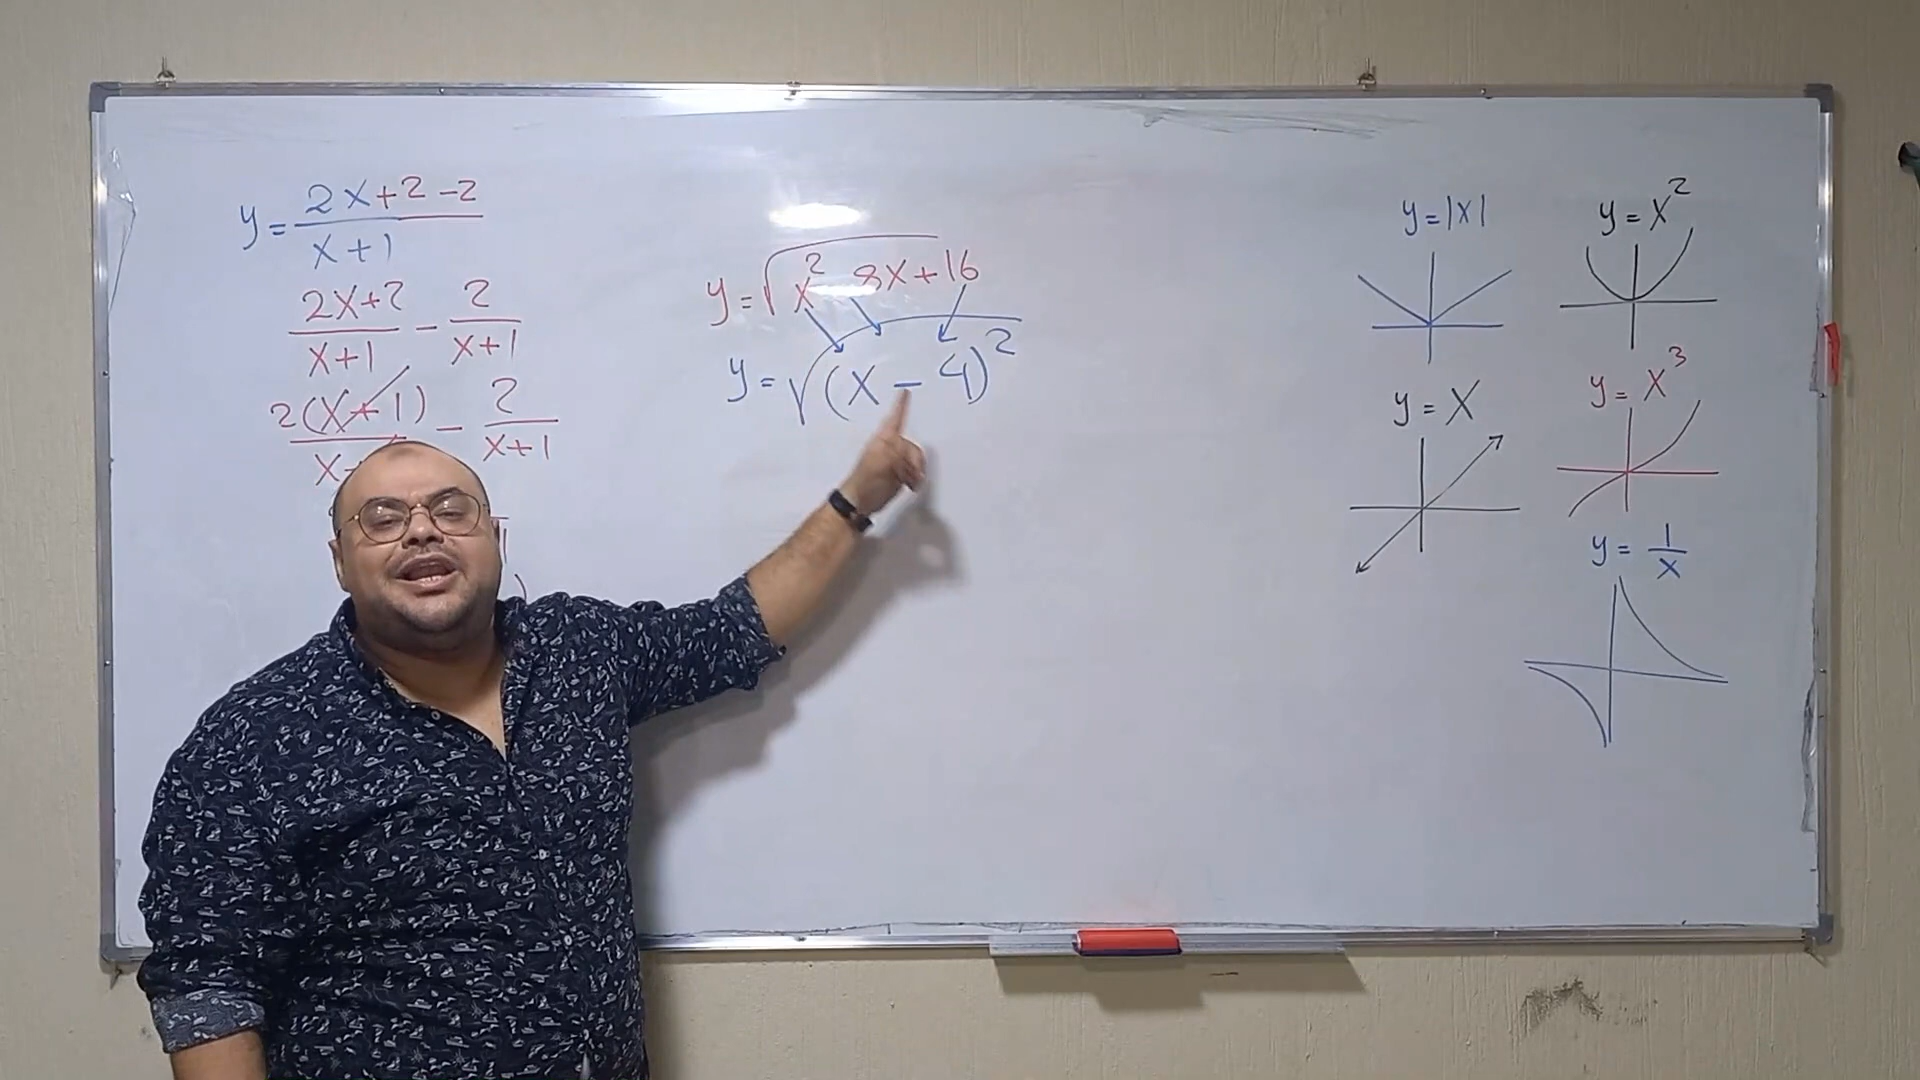 y = 2x+2-2 / x+1
2x+2 / x+1 - 2 / x+1
2(x+1) / x - 2 / x+1
y = √x² - 8x+16
y = √(x - 4)²
y = |x|
y = x²
y = x
y = x³
y = 1/x